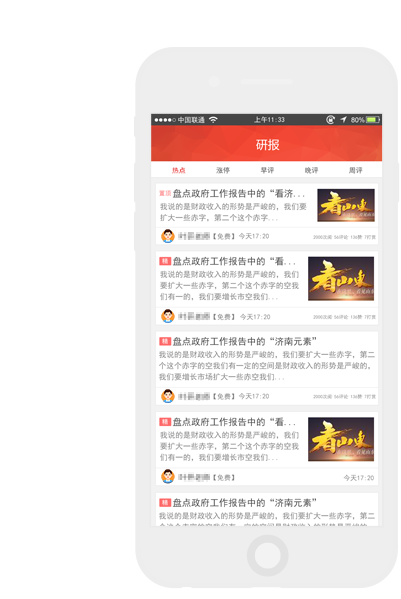 中国联通 上午11:33 80%
研报
热点 涨停 早评 晚评 周评
置顶 盘点政府工作报告中的“看济...
我说的是财政收入的形势是严峻的，我们要
扩大一些赤字，第二个这个赤字...
看山东
【免费】 今天17:20
精 盘点政府工作报告中的“看...
我说的是财政收入的形势是严峻的，我们
要扩大一些赤字，第二个这个赤字的空我
们有一的，我们要增长市空我们...
看山东
【免费】 今天17:20
精 盘点政府工作报告中的“济南元素”
我说的是财政收入的形势是严峻的，我们要扩大一些赤字，第二
个这个赤字的空我们有一定的空间是财政收入的形势是严峻的，
我们要增长市场扩大一些赤空我们...
【免费】 今天17:20
精 盘点政府工作报告中的“看...
我说的是财政收入的形势是严峻的，我们
要扩大一些赤字，第二个这个赤字的空我
们有一的，我们要增长市空我们...
看山东
【免费】 今天17:20
精 盘点政府工作报告中的“济南元素”
我说的是财政收入的形势是严峻的，我们要扩大一些赤字，第二